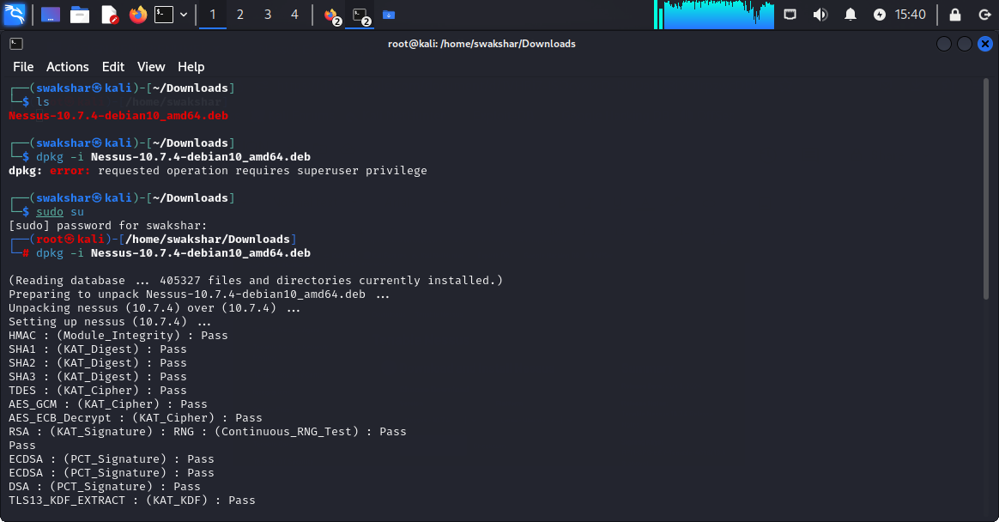 1 2 3 4 2 2 15:40
root@kali: /home/swakshar/Downloads
File Actions Edit View Help
┌──(swakshar㉿kali)-[~/Downloads]
└─$ ls
Nessus-10.7.4-debian10_amd64.deb
┌──(swakshar㉿kali)-[~/Downloads]
└─$ dpkg -i Nessus-10.7.4-debian10_amd64.deb
dpkg: error: requested operation requires superuser privilege
┌──(swakshar㉿kali)-[~/Downloads]
└─$ sudo su
[sudo] password for swakshar:
┌──(root㉿kali)-[/home/swakshar/Downloads]
└─# dpkg -i Nessus-10.7.4-debian10_amd64.deb
(Reading database ... 405327 files and directories currently installed.)
Preparing to unpack Nessus-10.7.4-debian10_amd64.deb ...
Unpacking nessus (10.7.4) over (10.7.4) ...
Setting up nessus (10.7.4) ...
HMAC : (Module_Integrity) : Pass
SHA1 : (KAT_Digest) : Pass
SHA2 : (KAT_Digest) : Pass
SHA3 : (KAT_Digest) : Pass
TDES : (KAT_Cipher) : Pass
AES_GCM : (KAT_Cipher) : Pass
AES_ECB_Decrypt : (KAT_Cipher) : Pass
RSA : (KAT_Signature) : RNG : (Continuous_RNG_Test) : Pass
Pass
ECDSA : (PCT_Signature) : Pass
ECDSA : (PCT_Signature) : Pass
DSA : (PCT_Signature) : Pass
TLS13_KDF_EXTRACT : (KAT_KDF) : Pass